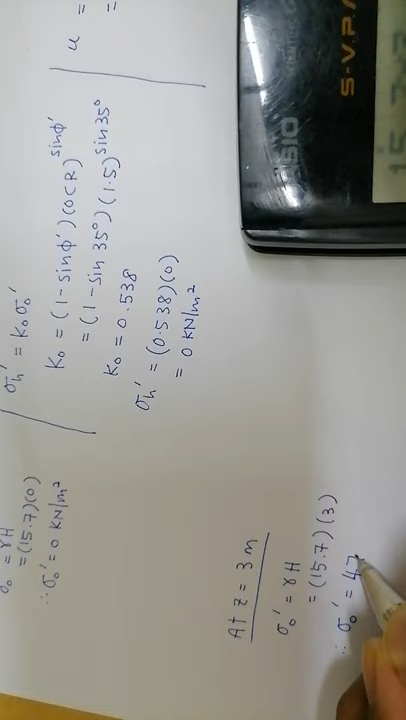 σo' = γH
= (15.7)(0)
∴ σo' = 0 KN/m²
σh' = Ko σo'
Ko = (1 - sinφ')(OCR)^sinφ'
= (1 - sin 35°)(1.5)^sin 35°
Ko = 0.538
σh' = (0.538)(0)
= 0 KN/m²
u =
=
At z = 3 m
σo' = γH
= (15.7)(3)
∴ σo' = 47
S-V.P.A